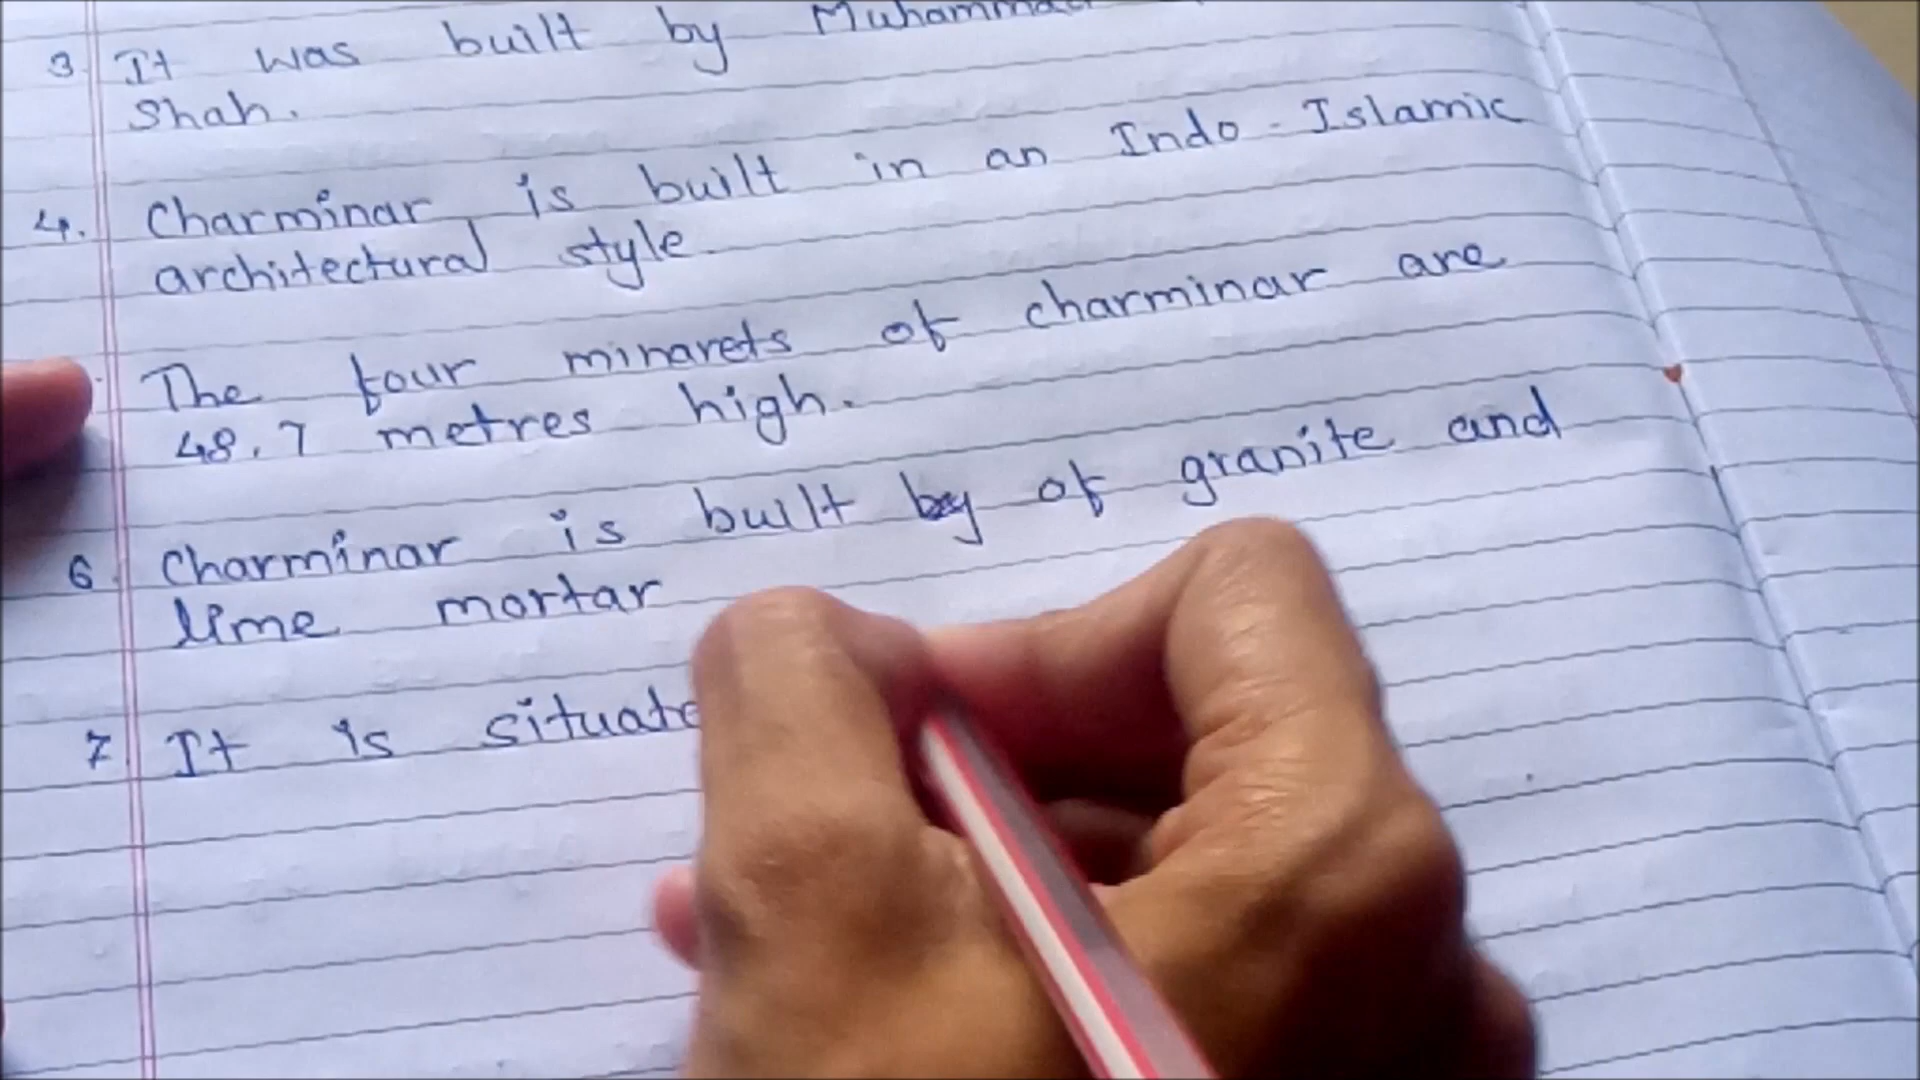 3. It was built by Muhammad
Shah.
4. Charminar is built in an Indo-Islamic
architectural style.
The four minarets of charminar are
48.7 metres high.
6. Charminar is built by of granite and
lime mortar
7. It is situate